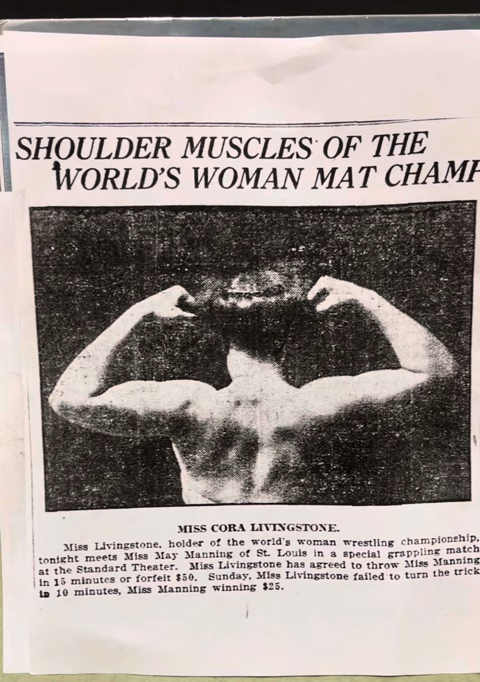 SHOULDER MUSCLES OF THE
WORLD'S WOMAN MAT CHAMP
MISS CORA LIVINGSTONE.
Miss Livingstone, holder of the world's woman wrestling championship,
tonight meets Miss May Manning of St. Louis in a special grappling match
at the Standard Theater. Miss Livingstone has agreed to throw Miss Manning
in 15 minutes or forfeit $50. Sunday, Miss Livingstone failed to turn the trick
in 10 minutes, Miss Manning winning $25.